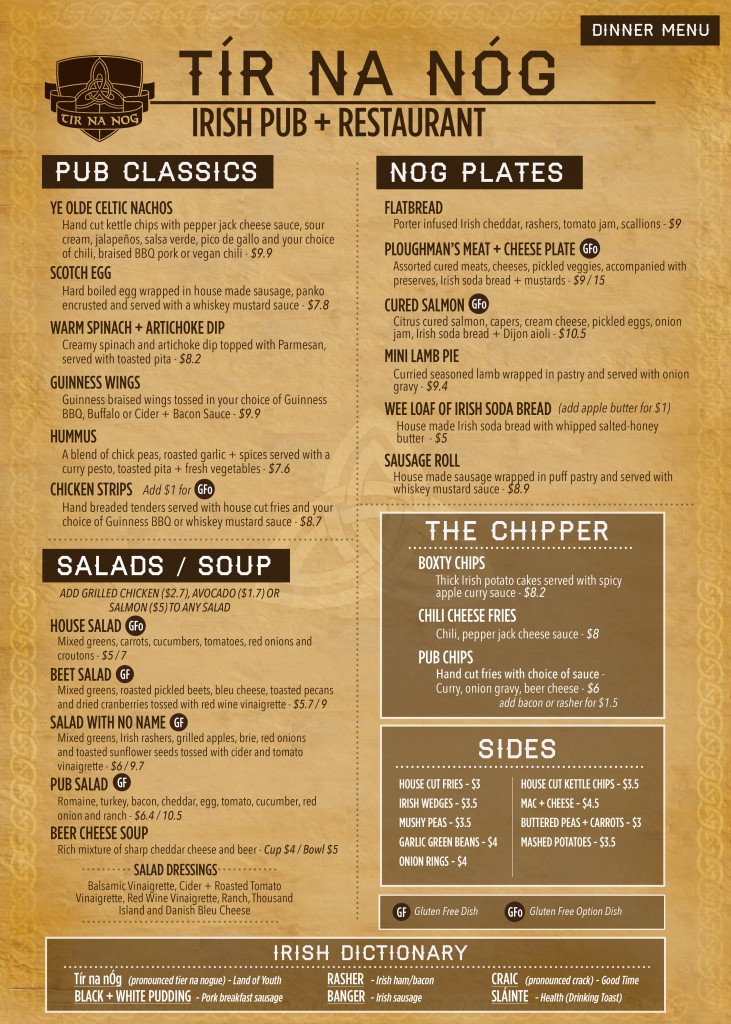 DINNER MENU
TÍR NA NÓG
TÍR NA NÓG
IRISH PUB + RESTAURANT
PUB CLASSICS
YE OLDE CELTIC NACHOS
Hand cut kettle chips with pepper jack cheese sauce, sour
cream, jalapeños, salsa verde, pico de gallo and your choice
of chili, braised BBQ pork or vegan chili - $9.9
SCOTCH EGG
Hard boiled egg wrapped in house made sausage, panko
encrusted and served with a whiskey mustard sauce - $7.8
WARM SPINACH + ARTICHOKE DIP
Creamy spinach and artichoke dip topped with Parmesan,
served with toasted pita - $8.2
GUINNESS WINGS
Guinness braised wings tossed in your choice of Guinness
BBQ, Buffalo or Cider + Bacon Sauce - $9.9
HUMMUS
A blend of chick peas, roasted garlic + spices served with a
curry pesto, toasted pita + fresh vegetables - $7.6
CHICKEN STRIPS Add $1 for GFo
Hand breaded tenders served with house cut fries and your
choice of Guinness BBQ or whiskey mustard sauce - $8.7
SALADS / SOUP
ADD GRILLED CHICKEN ($2.7), AVOCADO ($1.7) OR
SALMON ($5) TO ANY SALAD
HOUSE SALAD GFo
Mixed greens, carrots, cucumbers, tomatoes, red onions and
croutons - $5 / 7
BEET SALAD GF
Mixed greens, roasted pickled beets, bleu cheese, toasted pecans
and dried cranberries tossed with red wine vinaigrette - $5.7 / 9
SALAD WITH NO NAME GF
Mixed greens, Irish rashers, grilled apples, brie, red onions
and toasted sunflower seeds tossed with cider and tomato
vinaigrette - $6 / 9.7
PUB SALAD GF
Romaine, turkey, bacon, cheddar, egg, tomato, cucumber, red
onion and ranch - $6.4 / 10.5
BEER CHEESE SOUP
Rich mixture of sharp cheddar cheese and beer - Cup $4 / Bowl $5
SALAD DRESSINGS
Balsamic Vinaigrette, Cider + Roasted Tomato
Vinaigrette, Red Wine Vinaigrette, Ranch, Thousand
Island and Danish Bleu Cheese
NOG PLATES
FLATBREAD
Porter infused Irish cheddar, rashers, tomato jam, scallions - $9
PLOUGHMAN'S MEAT + CHEESE PLATE GFo
Assorted cured meats, cheeses, pickled veggies, accompanied with
preserves, Irish soda bread + mustards - $9 / 15
CURED SALMON GFo
Citrus cured salmon, capers, cream cheese, pickled eggs, onion
jam, Irish soda bread + Dijon aioli - $10.5
MINI LAMB PIE
Curried seasoned lamb wrapped in pastry and served with onion
gravy - $9.4
WEE LOAF OF IRISH SODA BREAD (add apple butter for $1)
House made Irish soda bread with whipped salted-honey
butter - $5
SAUSAGE ROLL
House made sausage wrapped in puff pastry and served with
whiskey mustard sauce - $8.9
THE CHIPPER
BOXTY CHIPS
Thick Irish potato cakes served with spicy
apple curry sauce - $8.2
CHILI CHEESE FRIES
Chili, pepper jack cheese sauce - $8
PUB CHIPS
Hand cut fries with choice of sauce -
Curry, onion gravy, beer cheese - $6
add bacon or rasher for $1.5
SIDES
HOUSE CUT FRIES - $3
IRISH WEDGES - $3.5
MUSHY PEAS - $3.5
GARLIC GREEN BEANS - $4
ONION RINGS - $4
HOUSE CUT KETTLE CHIPS - $3.5
MAC + CHEESE - $4.5
BUTTERED PEAS + CARROTS - $3
MASHED POTATOES - $3.5
GF Gluten Free Dish GFo Gluten Free Option Dish
IRISH DICTIONARY
Tír na nÓg (pronounced tier na nogue) - Land of Youth
BLACK + WHITE PUDDING - Pork breakfast sausage
RASHER - Irish ham/bacon
BANGER - Irish sausage
CRAIC (pronounced crack) - Good Time
SLÁINTE - Health (Drinking Toast)